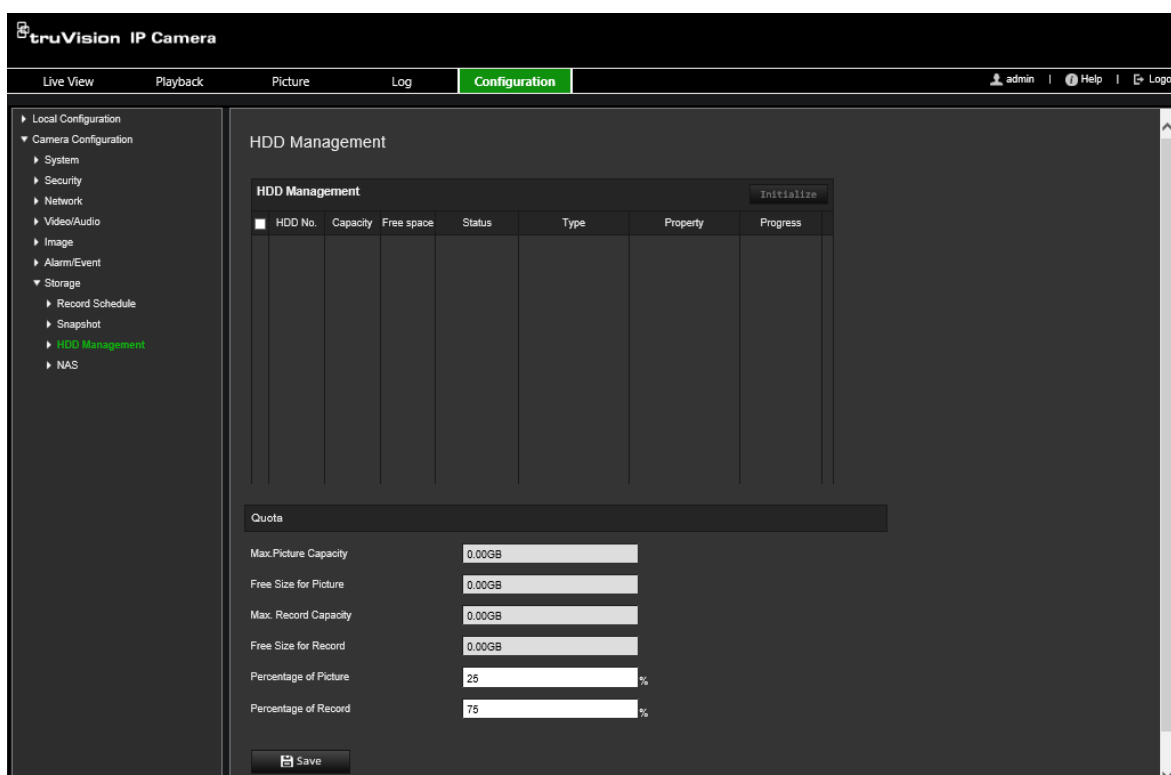 truVision IP Camera
Live View Playback Picture Log Configuration admin | Help | Logo
Local Configuration
Camera Configuration
System
Security
Network
Video/Audio
Image
Alarm/Event
Storage
Record Schedule
Snapshot
HDD Management
NAS
HDD Management
HDD Management Initialize
HDD No. Capacity Free space Status Type Property Progress
Quota
Max.Picture Capacity 0.00GB
Free Size for Picture 0.00GB
Max. Record Capacity 0.00GB
Free Size for Record 0.00GB
Percentage of Picture 25 %
Percentage of Record 75 %
Save